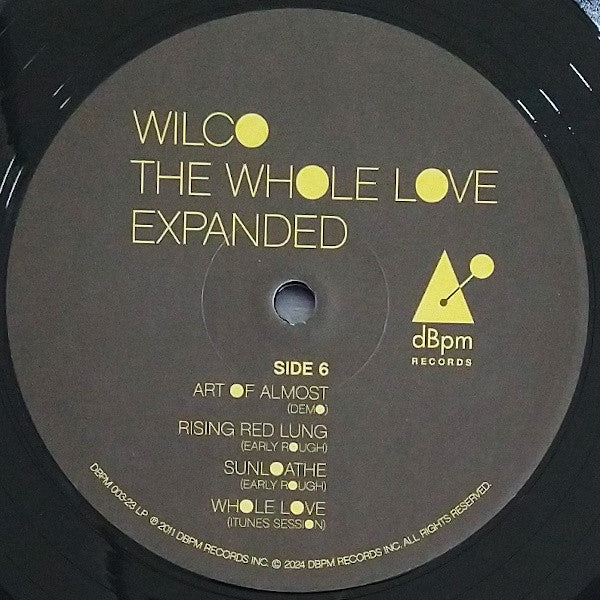 WILCO
THE WHOLE LOVE
EXPANDED
dBpm
RECORDS
SIDE 6
ART OF ALMOST
(DEMO)
RISING RED LUNG
(EARLY ROUGH)
SUNLOATHE
(EARLY ROUGH)
WHOLE LOVE
(ITUNES SESSION)
DBPM 003-23 LP ℗ 2011 DBPM RECORDS INC. © 2024 DBPM RECORDS INC. ALL RIGHTS RESERVED.